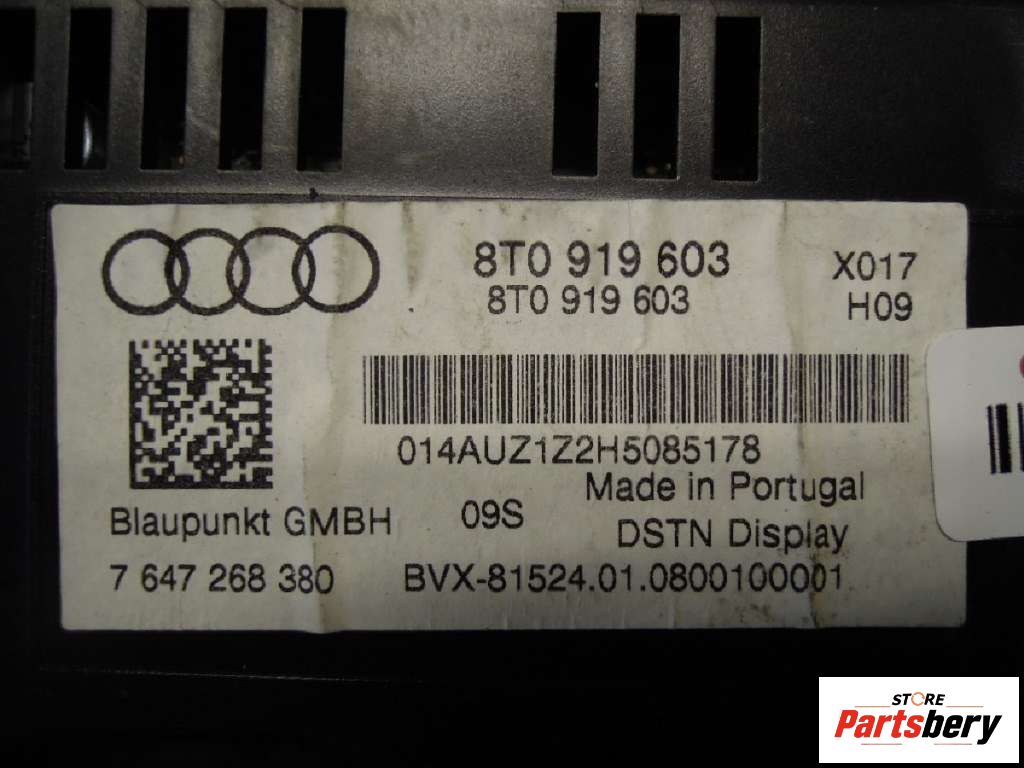 8T0 919 603 X017
8T0 919 603 H09
014AUZ1Z2H5085178
Made in Portugal
Blaupunkt GMBH 09S DSTN Display
7 647 268 380 BVX-81524.01.0800100001
STORE
Partsbery